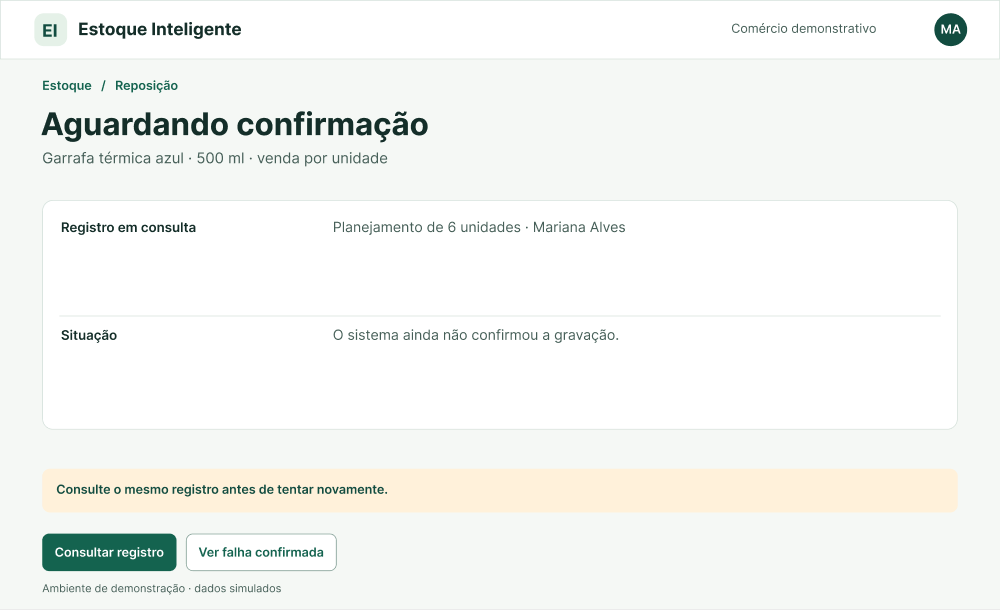 EI Estoque Inteligente Comércio demonstrativo MA
Estoque / Reposição
Aguardando confirmação
Garrafa térmica azul · 500 ml · venda por unidade
Registro em consulta Planejamento de 6 unidades · Mariana Alves
Situação O sistema ainda não confirmou a gravação.
Consulte o mesmo registro antes de tentar novamente.
Consultar registro Ver falha confirmada
Ambiente de demonstração · dados simulados